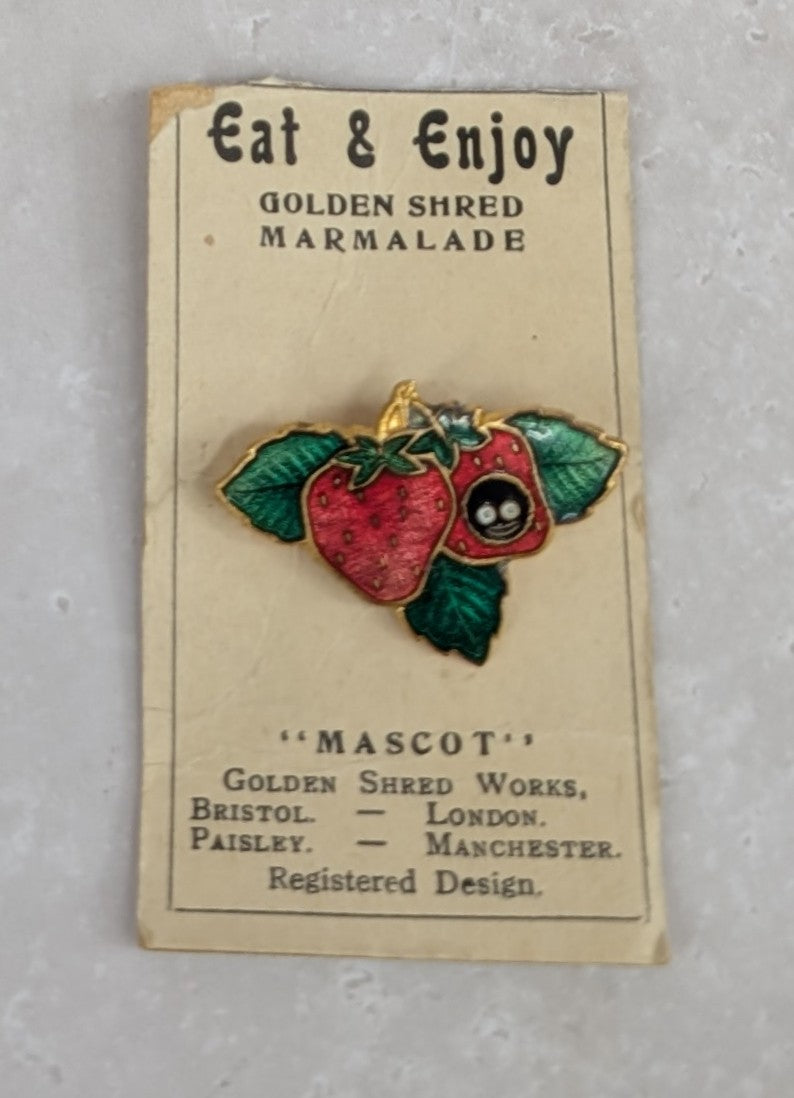 Eat & Enjoy
GOLDEN SHRED
MARMALADE
"MASCOT"
GOLDEN SHRED WORKS,
BRISTOL. — LONDON.
PAISLEY. — MANCHESTER.
Registered Design.